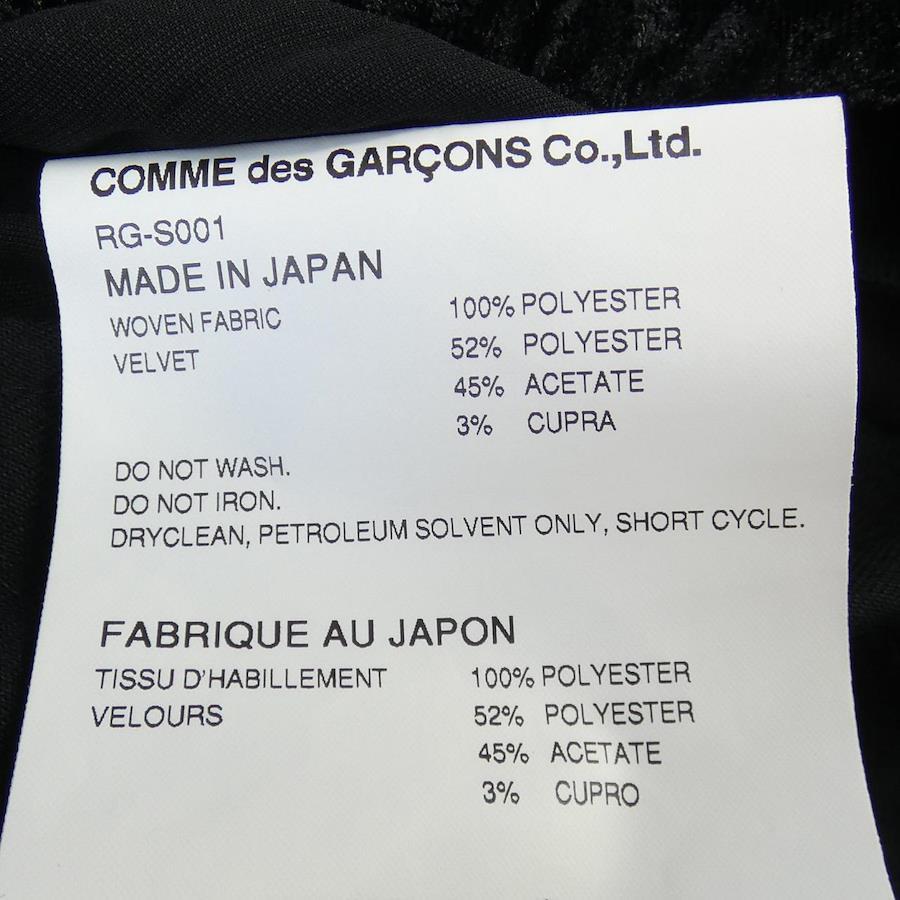 COMME des GARÇONS Co.,Ltd.
RG-S001
MADE IN JAPAN
WOVEN FABRIC 100% POLYESTER
VELVET 52% POLYESTER
45% ACETATE
3% CUPRA
DO NOT WASH.
DO NOT IRON.
DRYCLEAN, PETROLEUM SOLVENT ONLY, SHORT CYCLE.
FABRIQUE AU JAPON
TISSU D'HABILLEMENT 100% POLYESTER
VELOURS 52% POLYESTER
45% ACETATE
3% CUPRO